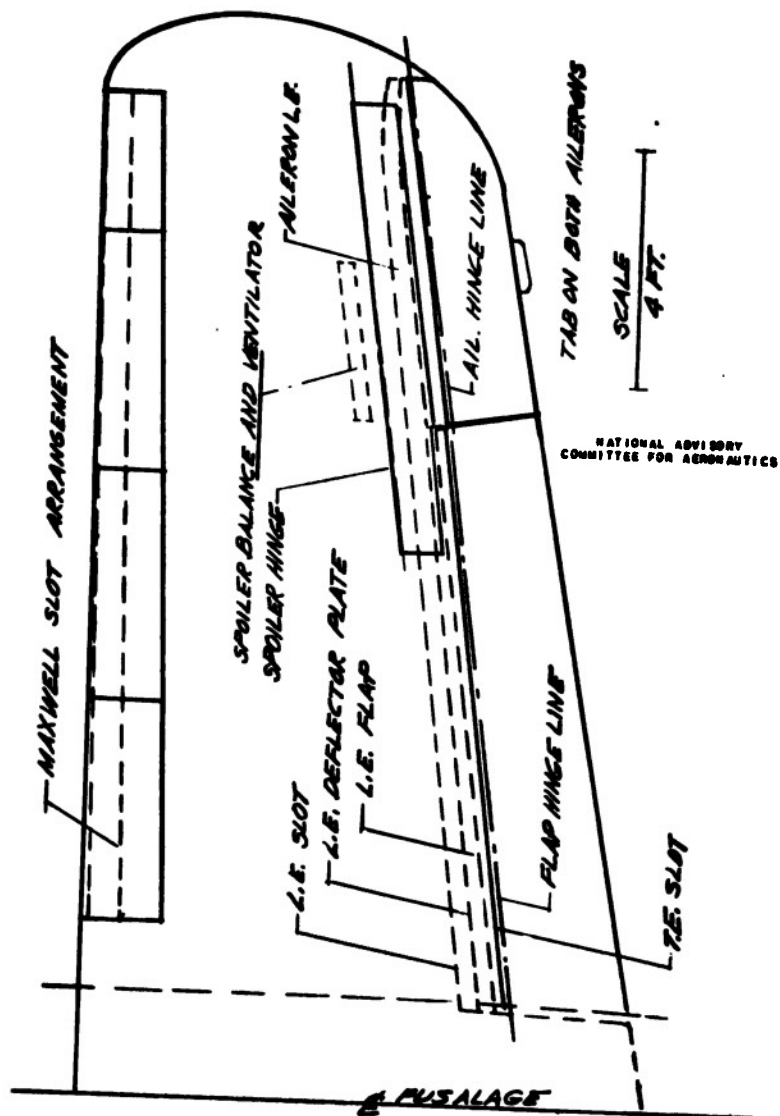 MAXWELL SLOT ARRANGEMENT
SPOILER BALANCE AND VENTILATOR
SPOILER HINGE
AILERON L.E.
AIL. HINGE LINE
TAB ON BOTH AILERONS
SCALE
4 FT.
NATIONAL ADVISORY
COMMITTEE FOR AERONAUTICS
L.E. SLOT
L.E. DEFLECTOR PLATE
L.E. FLAP
FLAP HINGE LINE
T.E. SLOT
℄ FUSALAGE